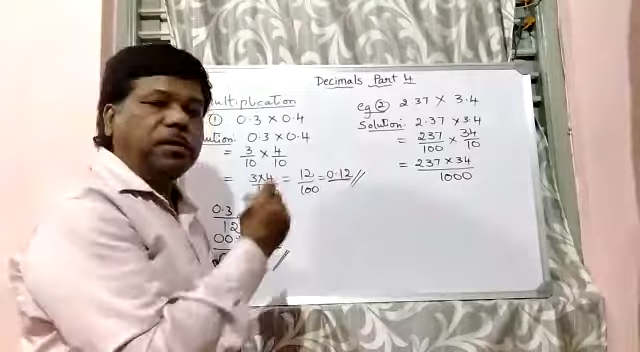 Decimals Part 4
ultiplication
① 0.3 × 0.4
ution: 0.3 × 0.4
= 3/10 × 4/10
= 3×4 = 12/100 = 0.12 //
0.3
12
00
eg ② 2.37 × 3.4
Solution: 2.37 × 3.4
= 237/100 × 34/10
= 237 × 34/1000